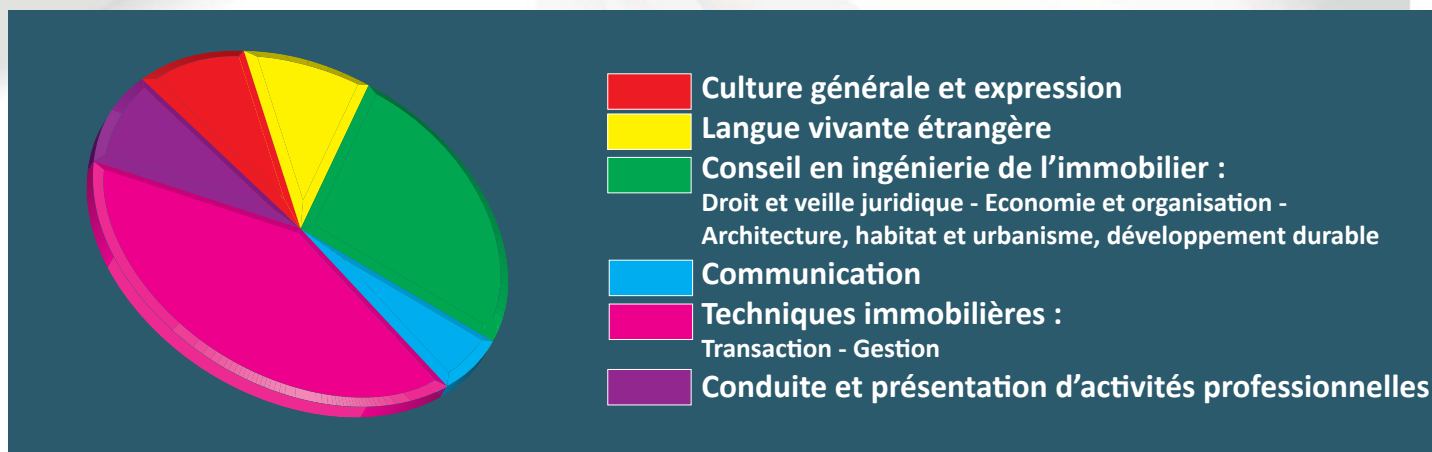 Culture générale et expression
Langue vivante étrangère
Conseil en ingénierie de l’immobilier :
Droit et veille juridique - Economie et organisation -
Architecture, habitat et urbanisme, développement durable
Communication
Techniques immobilières :
Transaction - Gestion
Conduite et présentation d’activités professionnelles